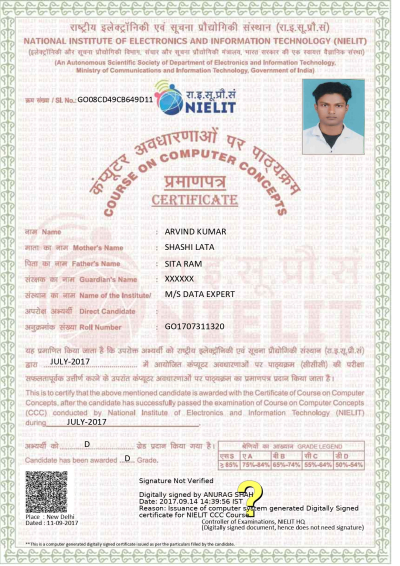 राष्ट्रीय इलेक्ट्रॉनिकी एवं सूचना प्रौद्योगिकी संस्थान (रा.इ.सू.प्रौ.सं)
NATIONAL INSTITUTE OF ELECTRONICS AND INFORMATION TECHNOLOGY (NIELIT)
(इलेक्ट्रॉनिकी और सूचना प्रौद्योगिकी विभाग, संचार और सूचना प्रौद्योगिकी मंत्रालय, भारत सरकार की एक स्वायत्त वैज्ञानिक संस्था)
(An Autonomous Scientific Society of Department of Electronics and Information Technology,
Ministry of Communications and Information Technology, Government of India)
क्रम संख्या / Sl. No.: GO08CD49CB649D11
रा.इ.सू.प्रौ.सं
NIELIT
कंप्यूटर अवधारणाओं पर पाठ्यक्रम
COURSE ON COMPUTER CONCEPTS
प्रमाणपत्र
CERTIFICATE
नाम Name : ARVIND KUMAR
माता का नाम Mother's Name : SHASHI LATA
पिता का नाम Father's Name : SITA RAM
संरक्षक का नाम Guardian's Name : XXXXXX
संस्थान का नाम Name of the Institute/ : M/S DATA EXPERT
अपरोक्ष अभ्यर्थी Direct Candidate
अनुक्रमांक संख्या Roll Number : GO1707311320
यह प्रमाणित किया जाता है कि उपरोक्त अभ्यर्थी को राष्ट्रीय इलेक्ट्रॉनिकी एवं सूचना प्रौद्योगिकी संस्थान (रा.इ.सू.प्रौ.सं)
द्वारा JULY-2017 में आयोजित कंप्यूटर अवधारणाओं पर पाठ्यक्रम (सीसीसी) की परीक्षा
सफलतापूर्वक उत्तीर्ण करने के उपरांत कंप्यूटर अवधारणाओं पर पाठ्यक्रम का प्रमाणपत्र प्रदान किया जाता है।
This is to certify that the above mentioned candidate is awarded with the Certificate of Course on Computer
Concepts, after the candidate has successfully passed the examination of Course on Computer Concepts
(CCC) conducted by National Institute of Electronics and Information Technology (NIELIT)
during JULY-2017
अभ्यर्थी को D ग्रेड प्रदान किया गया है।
Candidate has been awarded D Grade.
श्रेणियों का आख्यान GRADE LEGEND
एस S ए A बी B सी C डी D
≥ 85% 75%-84% 65%-74% 55%-64% 50%-54%
Signature Not Verified
Digitally signed by ANURAG SHAH
Date: 2017.09.14 14:39:56 IST
Reason: Issuance of computer system generated Digitally Signed
certificate for NIELIT CCC Course
?
Place : New Delhi
Dated : 11-09-2017
Controller of Examinations, NIELIT HQ
(Digitally signed document, hence does not need signature)
**This is a computer generated digitally signed certificate issued as per the particulars filled by the candidate.
रा.इ.सू.प्रौ.सं
NIELIT